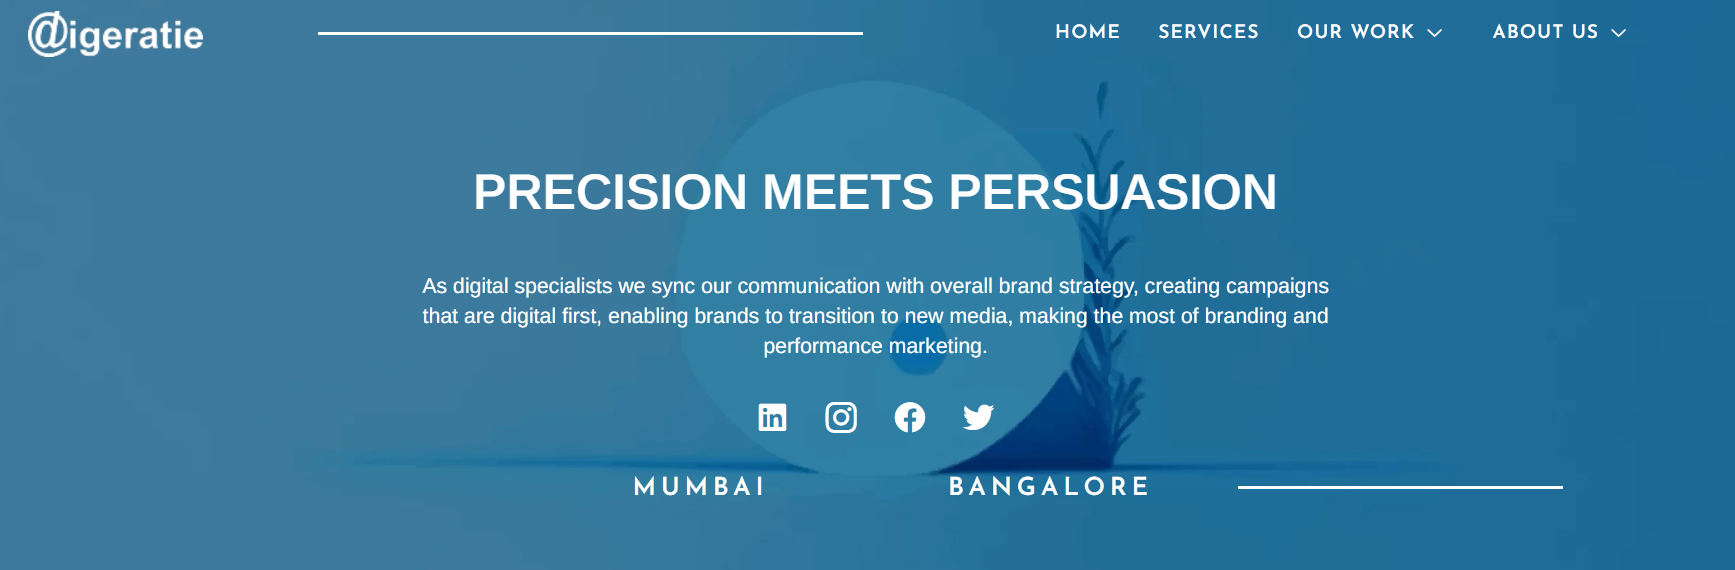 @igeratie
HOME SERVICES OUR WORK ABOUT US
PRECISION MEETS PERSUASION
As digital specialists we sync our communication with overall brand strategy, creating campaigns
that are digital first, enabling brands to transition to new media, making the most of branding and
performance marketing.
in
MUMBAI BANGALORE